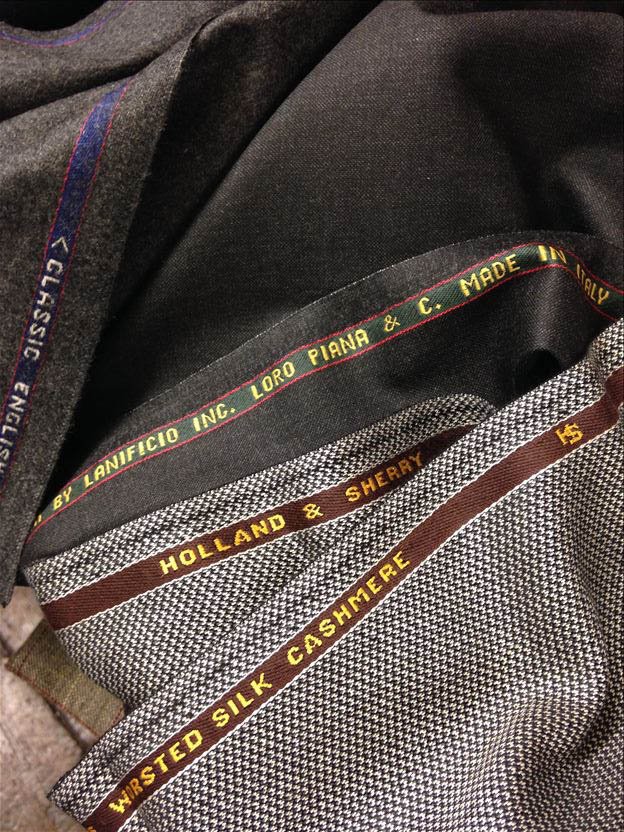 < CLASSIC ENGLISH
BY LANIFICIO INC. LORO PIANA & C. MADE IN ITALY
HOLLAND & SHERRY
HS
WORSTED SILK CASHMERE